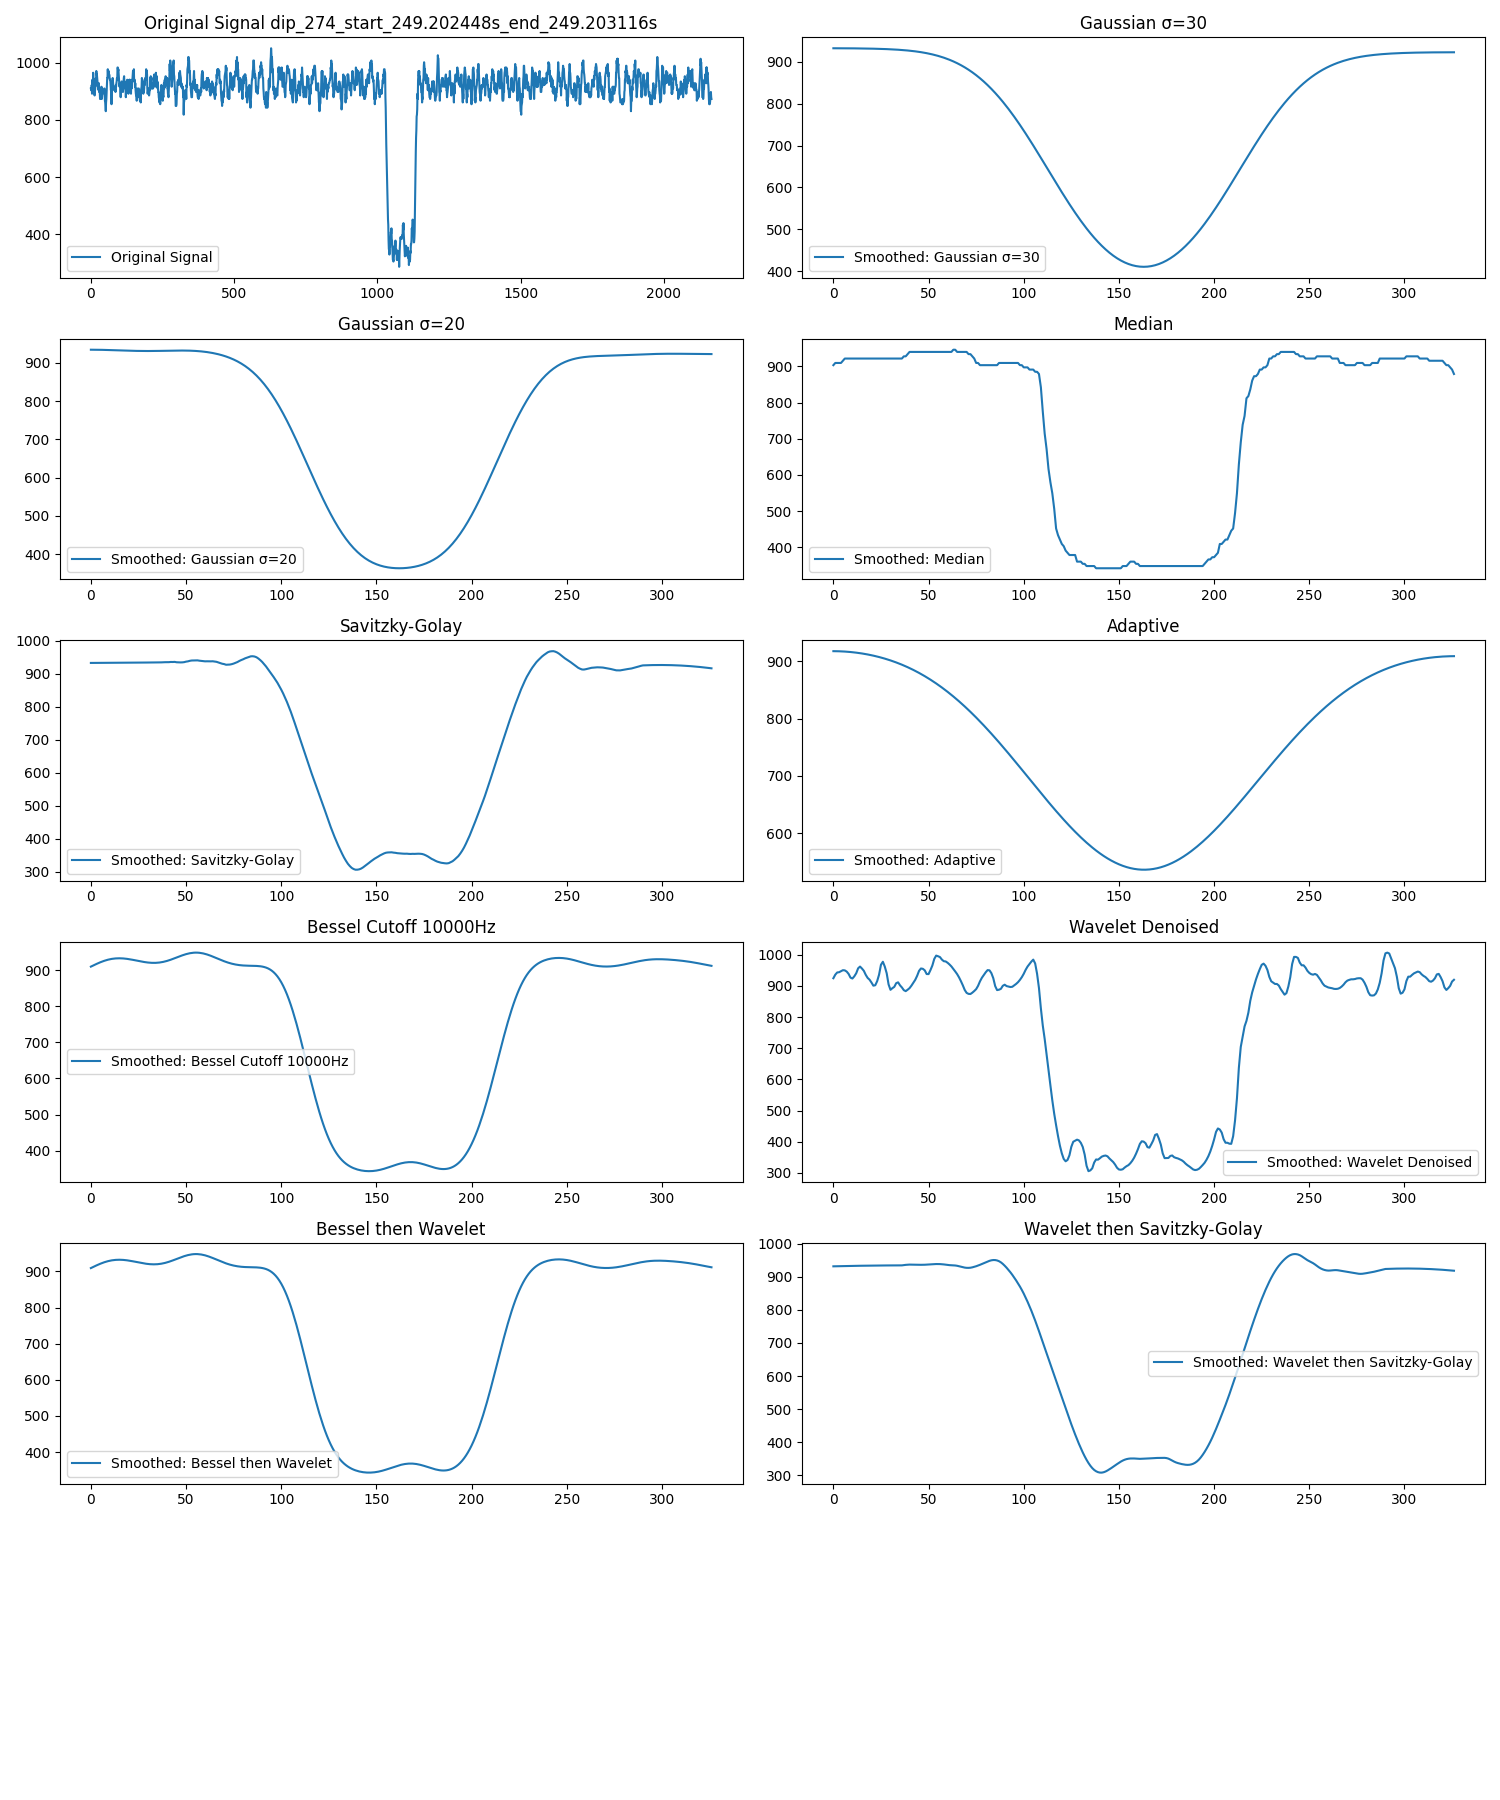 Original Signal dip_274_start_249.202448s_end_249.203116s
1000
800
600
400
Original Signal
0 500 1000 1500 2000
Gaussian σ=30
900
800
700
600
500
400
Smoothed: Gaussian σ=30
0 50 100 150 200 250 300
Gaussian σ=20
900
800
700
600
500
400
Smoothed: Gaussian σ=20
0 50 100 150 200 250 300
Median
900
800
700
600
500
400
Smoothed: Median
0 50 100 150 200 250 300
Savitzky-Golay
1000
900
800
700
600
500
400
300
Smoothed: Savitzky-Golay
0 50 100 150 200 250 300
Adaptive
900
800
700
600
Smoothed: Adaptive
0 50 100 150 200 250 300
Bessel Cutoff 10000Hz
900
800
700
600
500
400
Smoothed: Bessel Cutoff 10000Hz
0 50 100 150 200 250 300
Wavelet Denoised
1000
900
800
700
600
500
400
300
Smoothed: Wavelet Denoised
0 50 100 150 200 250 300
Bessel then Wavelet
900
800
700
600
500
400
Smoothed: Bessel then Wavelet
0 50 100 150 200 250 300
Wavelet then Savitzky-Golay
1000
900
800
700
600
500
400
300
Smoothed: Wavelet then Savitzky-Golay
0 50 100 150 200 250 300